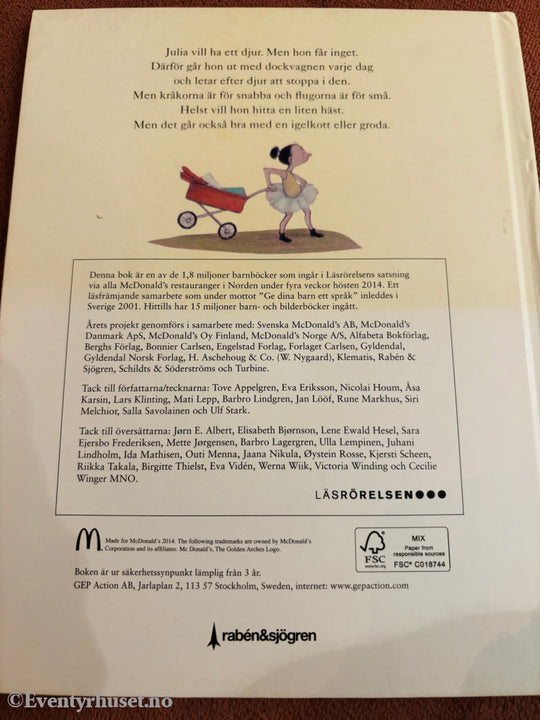 Julia vill ha ett djur. Men hon får inget.
Därför går hon ut med dockvagnen varje dag
och letar efter djur att stoppa i den.
Men kråkorna är för snabba och flugorna är för små.
Helst vill hon hitta en liten häst.
Men det går också bra med en igelkott eller groda.
Denna bok är en av de 1,8 miljoner barnböcker som ingår i Läsrörelsens satsning
via alla McDonald's restauranger i Norden under fyra veckor hösten 2014. Ett
läsfrämjande samarbete som under mottot "Ge dina barn ett språk" inleddes i
Sverige 2001. Hittills har 15 miljoner barn- och bilderböcker ingått.
Årets projekt genomförs i samarbete med: Svenska McDonald's AB, McDonald's
Danmark ApS, McDonald's Oy Finland, McDonald's Norge A/S, Alfabeta Bokförlag,
Berghs Förlag, Bonnier Carlsen, Engelstad Forlag, Forlaget Carlsen, Gyldendal,
Gyldendal Norsk Forlag, H. Aschehoug & Co. (W. Nygaard), Klematis, Rabén &
Sjögren, Schildts & Söderströms och Turbine.
Tack till författarna/tecknarna: Tove Appelgren, Eva Eriksson, Nicolai Houm, Åsa
Karsin, Lars Klinting, Mati Lepp, Barbro Lindgren, Jan Lööf, Rune Markhus, Siri
Melchior, Salla Savolainen och Ulf Stark.
Tack till översättarna: Jørn E. Albert, Elisabeth Bjørnson, Lene Ewald Hesel, Sara
Ejersbo Frederiksen, Mette Jørgensen, Barbro Lagergren, Ulla Lempinen, Juhani
Lindholm, Ida Mathisen, Outi Menna, Jaana Nikula, Øystein Rosse, Kjersti Scheen,
Riikka Takala, Birgitte Thielst, Eva Vidén, Werna Wiik, Victoria Winding och Cecilie
Winger MNO.
LÄSRÖRELSEN
Made for McDonald's 2014. The following trademarks are owned by McDonald's
Corporation and its affiliates: Mc Donald's, The Golden Arches Logo.
FSC
www.fsc.org
MIX
Paper from
responsible sources
FSC® C018744
Boken är ur säkerhetssynpunkt lämplig från 3 år.
GEP Action AB, Jarlaplan 2, 113 57 Stockholm, Sweden, internet: www.gepaction.com
rabén&sjögren
©Eventyrhuset.no